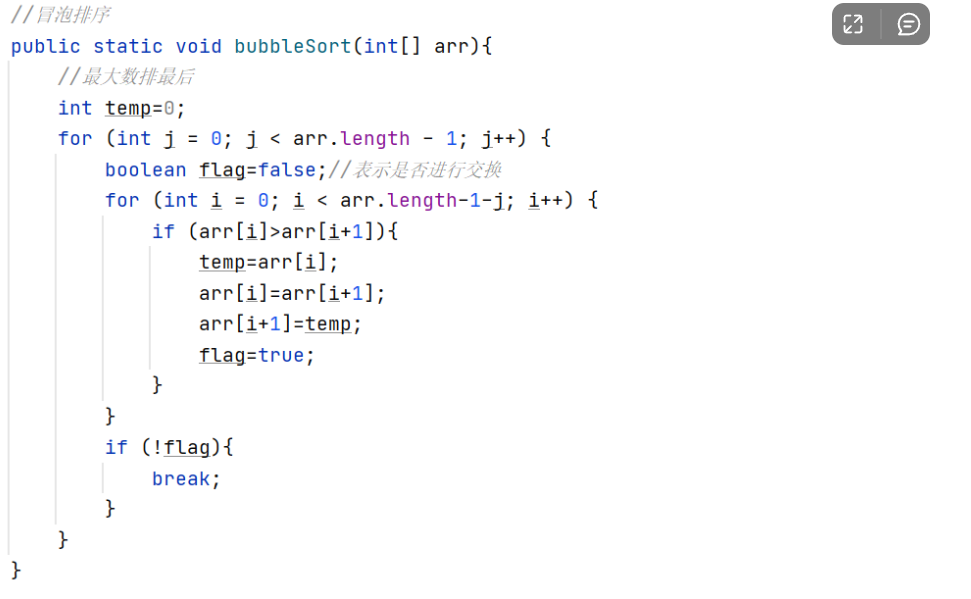 //冒泡排序
public static void bubbleSort(int[] arr){
    //最大数排最后
    int temp=0;
    for (int j = 0; j < arr.length - 1; j++) {
        boolean flag=false;//表示是否进行交换
        for (int i = 0; i < arr.length-1-j; i++) {
            if (arr[i]>arr[i+1]){
                temp=arr[i];
                arr[i]=arr[i+1];
                arr[i+1]=temp;
                flag=true;
            }
        }
        if (!flag){
            break;
        }
    }
}